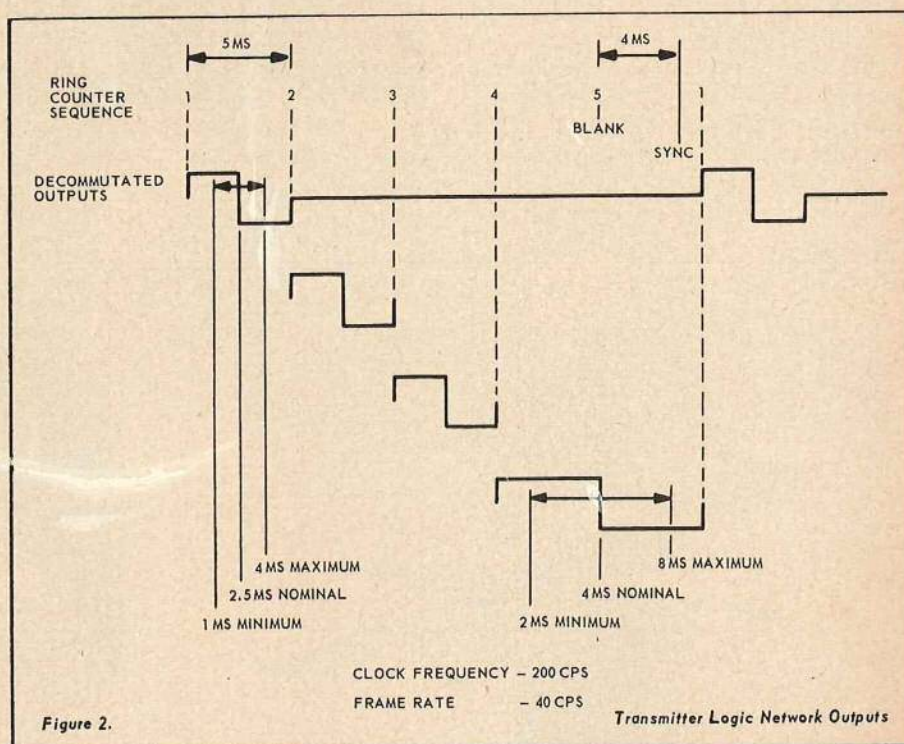 5 MS
4 MS
RING
COUNTER
SEQUENCE
1 2 3 4 5 1
BLANK
SYNC
DECOMMUTATED
OUTPUTS
4 MS MAXIMUM
2.5 MS NOMINAL
1 MS MINIMUM
8 MS MAXIMUM
4 MS NOMINAL
2 MS MINIMUM
CLOCK FREQUENCY – 200 CPS
FRAME RATE – 40 CPS
Figure 2.
Transmitter Logic Network Outputs